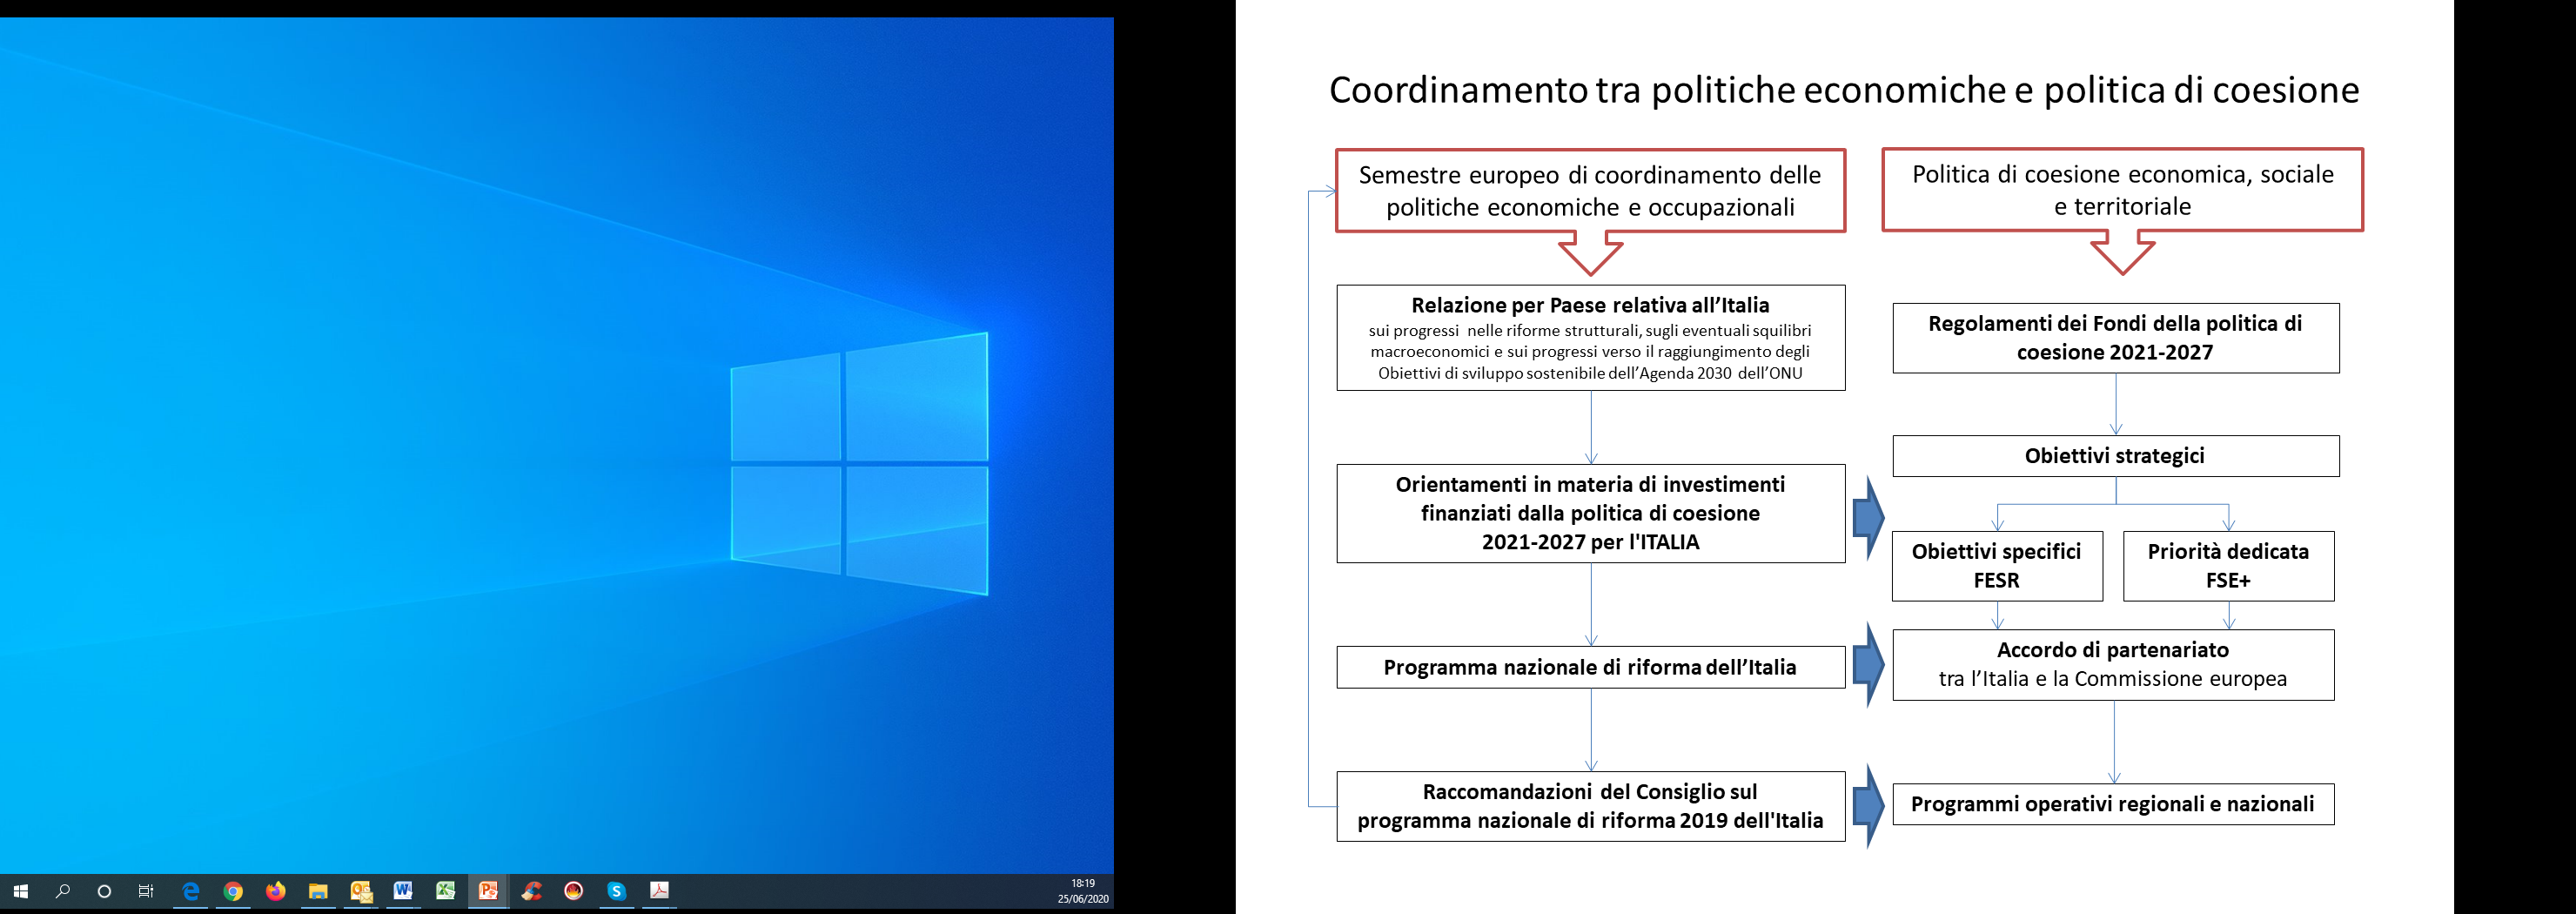 Coordinamento tra politiche economiche e politica di coesione
Semestre europeo di coordinamento delle
politiche economiche e occupazionali
Relazione per Paese relativa all’Italia
sui progressi nelle riforme strutturali, sugli eventuali squilibri
macroeconomici e sui progressi verso il raggiungimento degli
Obiettivi di sviluppo sostenibile dell’Agenda 2030 dell’ONU
Orientamenti in materia di investimenti
finanziati dalla politica di coesione
2021-2027 per l'ITALIA
Programma nazionale di riforma dell’Italia
Raccomandazioni del Consiglio sul
programma nazionale di riforma 2019 dell'Italia
Politica di coesione economica, sociale
e territoriale
Regolamenti dei Fondi della politica di
coesione 2021-2027
Obiettivi strategici
Obiettivi specifici
FESR
Priorità dedicata
FSE+
Accordo di partenariato
tra l’Italia e la Commissione europea
Programmi operativi regionali e nazionali
18:19
25/06/2020